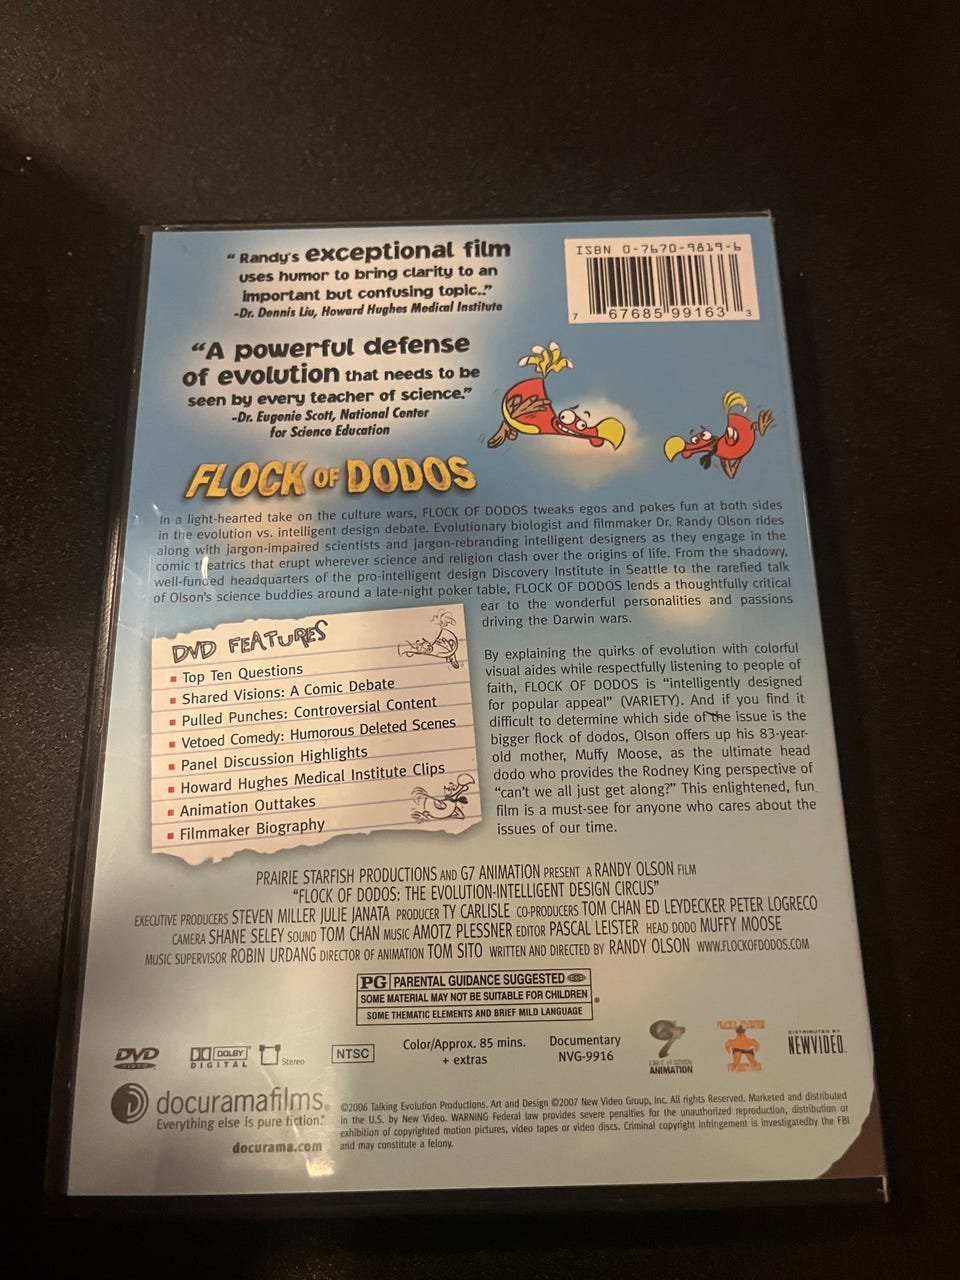 “ Randy's exceptional film
uses humor to bring clarity to an
important but confusing topic..”
-Dr. Dennis Liu, Howard Hughes Medical Institute
ISBN 0-7670-9819-6
7 67685 99163 3
“A powerful defense
of evolution that needs to be
seen by every teacher of science.”
-Dr. Eugenie Scott, National Center
for Science Education
FLOCK OF DODOS
In a light-hearted take on the culture wars, FLOCK OF DODOS tweaks egos and pokes fun at both sides
in the evolution vs. intelligent design debate. Evolutionary biologist and filmmaker Dr. Randy Olson rides
along with jargon-impaired scientists and jargon-rebranding intelligent designers as they engage in the
comic theatrics that erupt wherever science and religion clash over the origins of life. From the shadowy,
well-funded headquarters of the pro-intelligent design Discovery Institute in Seattle to the rarefied talk
of Olson's science buddies around a late-night poker table, FLOCK OF DODOS lends a thoughtfully critical
ear to the wonderful personalities and passions
driving the Darwin wars.
DVD FEATURES
Top Ten Questions
Shared Visions: A Comic Debate
Pulled Punches: Controversial Content
Vetoed Comedy: Humorous Deleted Scenes
Panel Discussion Highlights
Howard Hughes Medical Institute Clips
Animation Outtakes
Filmmaker Biography
By explaining the quirks of evolution with colorful
visual aides while respectfully listening to people of
faith, FLOCK OF DODOS is “intelligently designed
for popular appeal” (VARIETY). And if you find it
difficult to determine which side of the issue is the
bigger flock of dodos, Olson offers up his 83-year-
old mother, Muffy Moose, as the ultimate head
dodo who provides the Rodney King perspective of
“can't we all just get along?” This enlightened, fun
film is a must-see for anyone who cares about the
issues of our time.
PRAIRIE STARFISH PRODUCTIONS AND G7 ANIMATION PRESENT A RANDY OLSON FILM
“FLOCK OF DODOS: THE EVOLUTION-INTELLIGENT DESIGN CIRCUS”
EXECUTIVE PRODUCERS STEVEN MILLER JULIE JANATA PRODUCER TY CARLISLE CO-PRODUCERS TOM CHAN ED LEYDECKER PETER LOGRECO
CAMERA SHANE SELEY SOUND TOM CHAN MUSIC AMOTZ PLESSNER EDITOR PASCAL LEISTER HEAD DODO MUFFY MOOSE
MUSIC SUPERVISOR ROBIN URDANG DIRECTOR OF ANIMATION TOM SITO WRITTEN AND DIRECTED BY RANDY OLSON WWW.FLOCKOFDODOS.COM
PG PARENTAL GUIDANCE SUGGESTED
SOME MATERIAL MAY NOT BE SUITABLE FOR CHILDREN ®
SOME THEMATIC ELEMENTS AND BRIEF MILD LANGUAGE
DVD VIDEO
DOLBY DIGITAL
Stereo
NTSC
Color/Approx. 85 mins.
+ extras
Documentary
NVG-9916
ANIMATION
DISTRIBUTED BY
NEWVIDEO
docuramafilms®
Everything else is pure fiction.™
docurama.com
©2006 Talking Evolution Productions. Art and Design ©2007 New Video Group, Inc. All rights Reserved. Marketed and distributed
in the U.S. by New Video. WARNING Federal law provides severe penalties for the unauthorized reproduction, distribution or
exhibition of copyrighted motion pictures, video tapes or video discs. Criminal copyright infringement is investigatedby the FBI
and may constitute a felony.